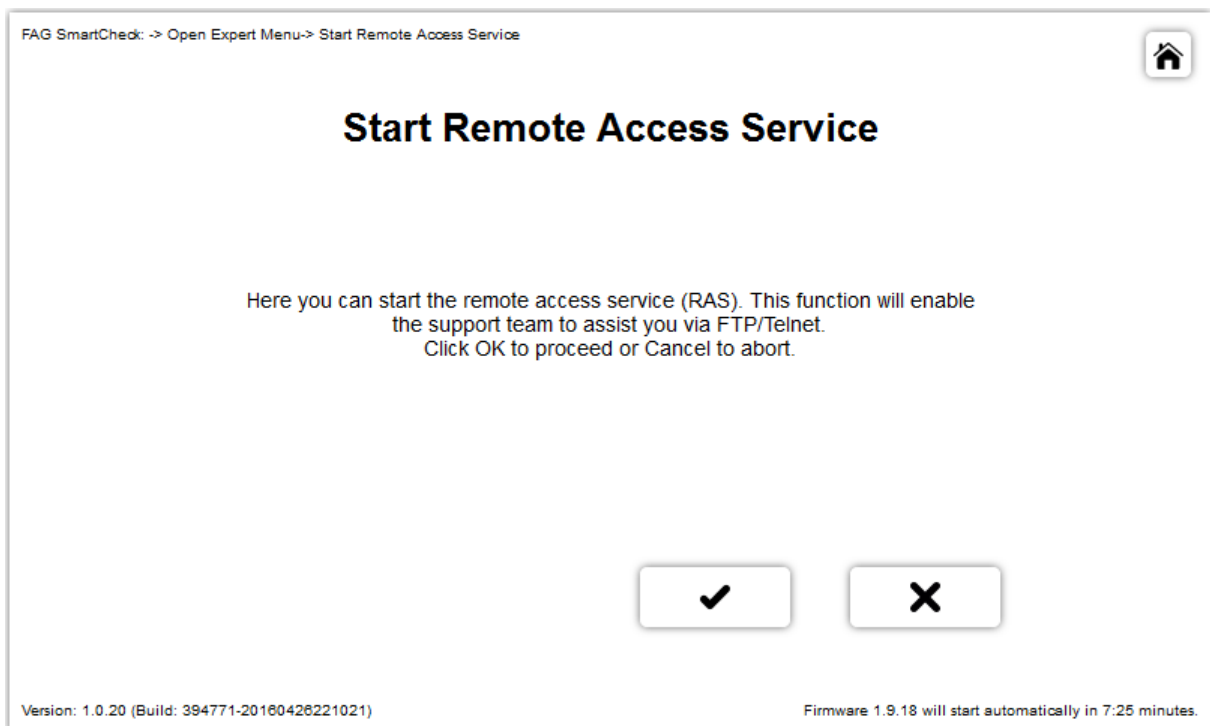 FAG SmartCheck: -> Open Expert Menu-> Start Remote Access Service
Start Remote Access Service
Here you can start the remote access service (RAS). This function will enable
the support team to assist you via FTP/Telnet.
Click OK to proceed or Cancel to abort.
Version: 1.0.20 (Build: 394771-20160426221021)
Firmware 1.9.18 will start automatically in 7:25 minutes.